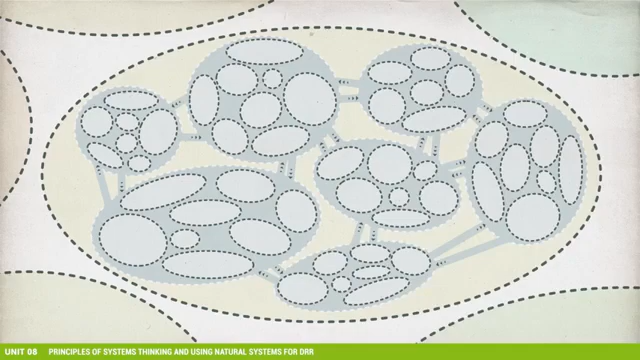 UNIT 08 PRINCIPLES OF SYSTEMS THINKING AND USING NATURAL SYSTEMS FOR DRR